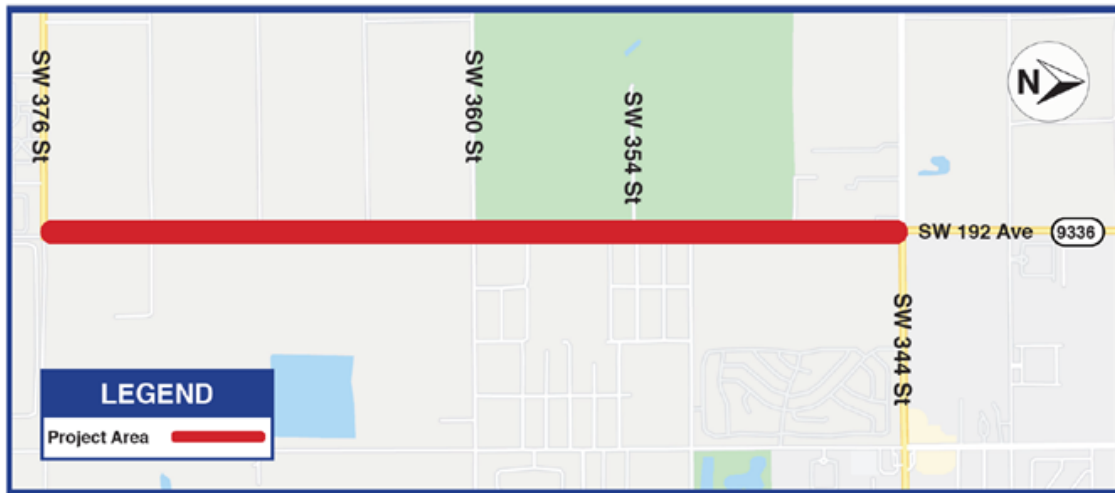 SW 376 St
SW 360 St
SW 354 St
N
SW 192 Ave
9336
SW 344 St
LEGEND
Project Area